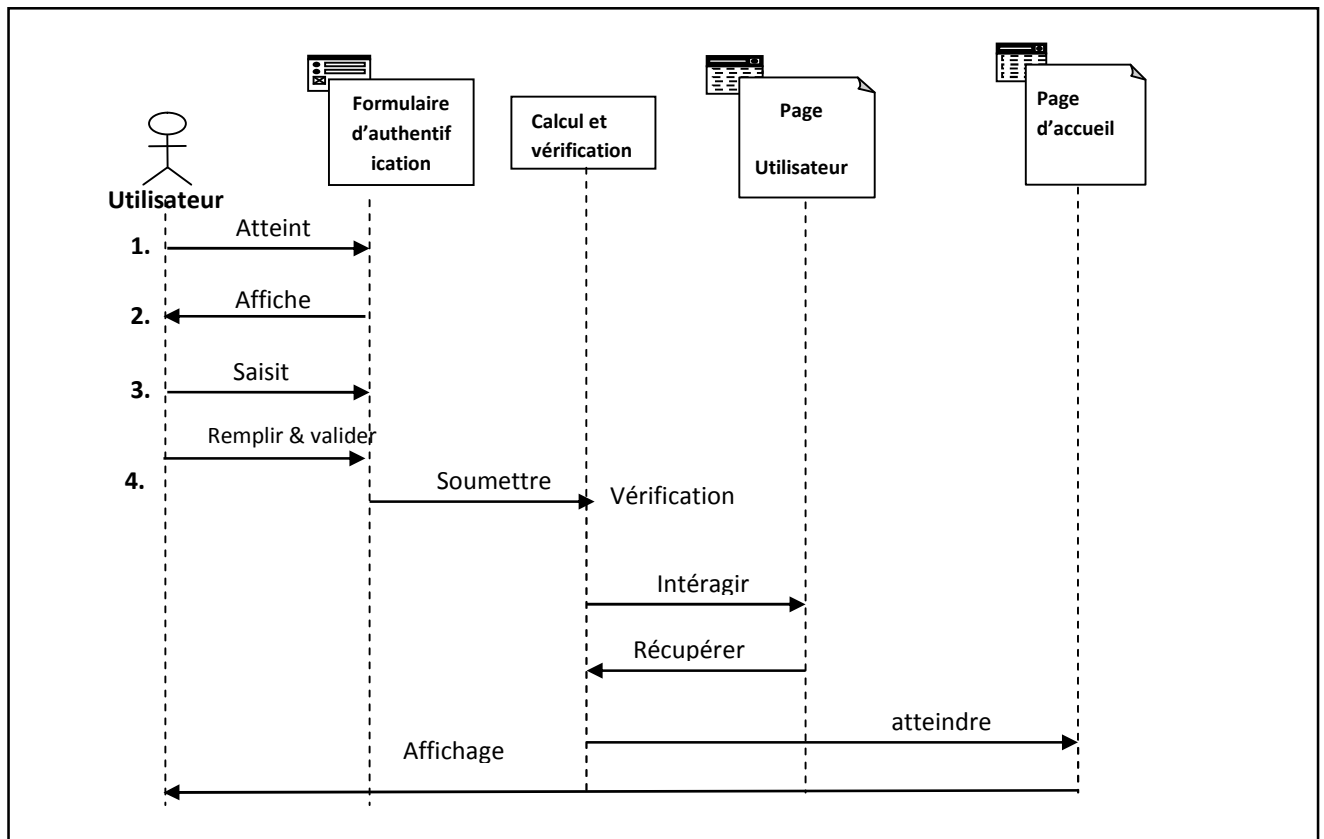 Formulaire
d’authentif
ication
Calcul et
vérification
Page
Utilisateur
Page
d’accueil
Utilisateur
1.
Atteint
2.
Affiche
3.
Saisit
Remplir & valider
4.
Soumettre
Vérification
Intéragir
Récupérer
atteindre
Affichage